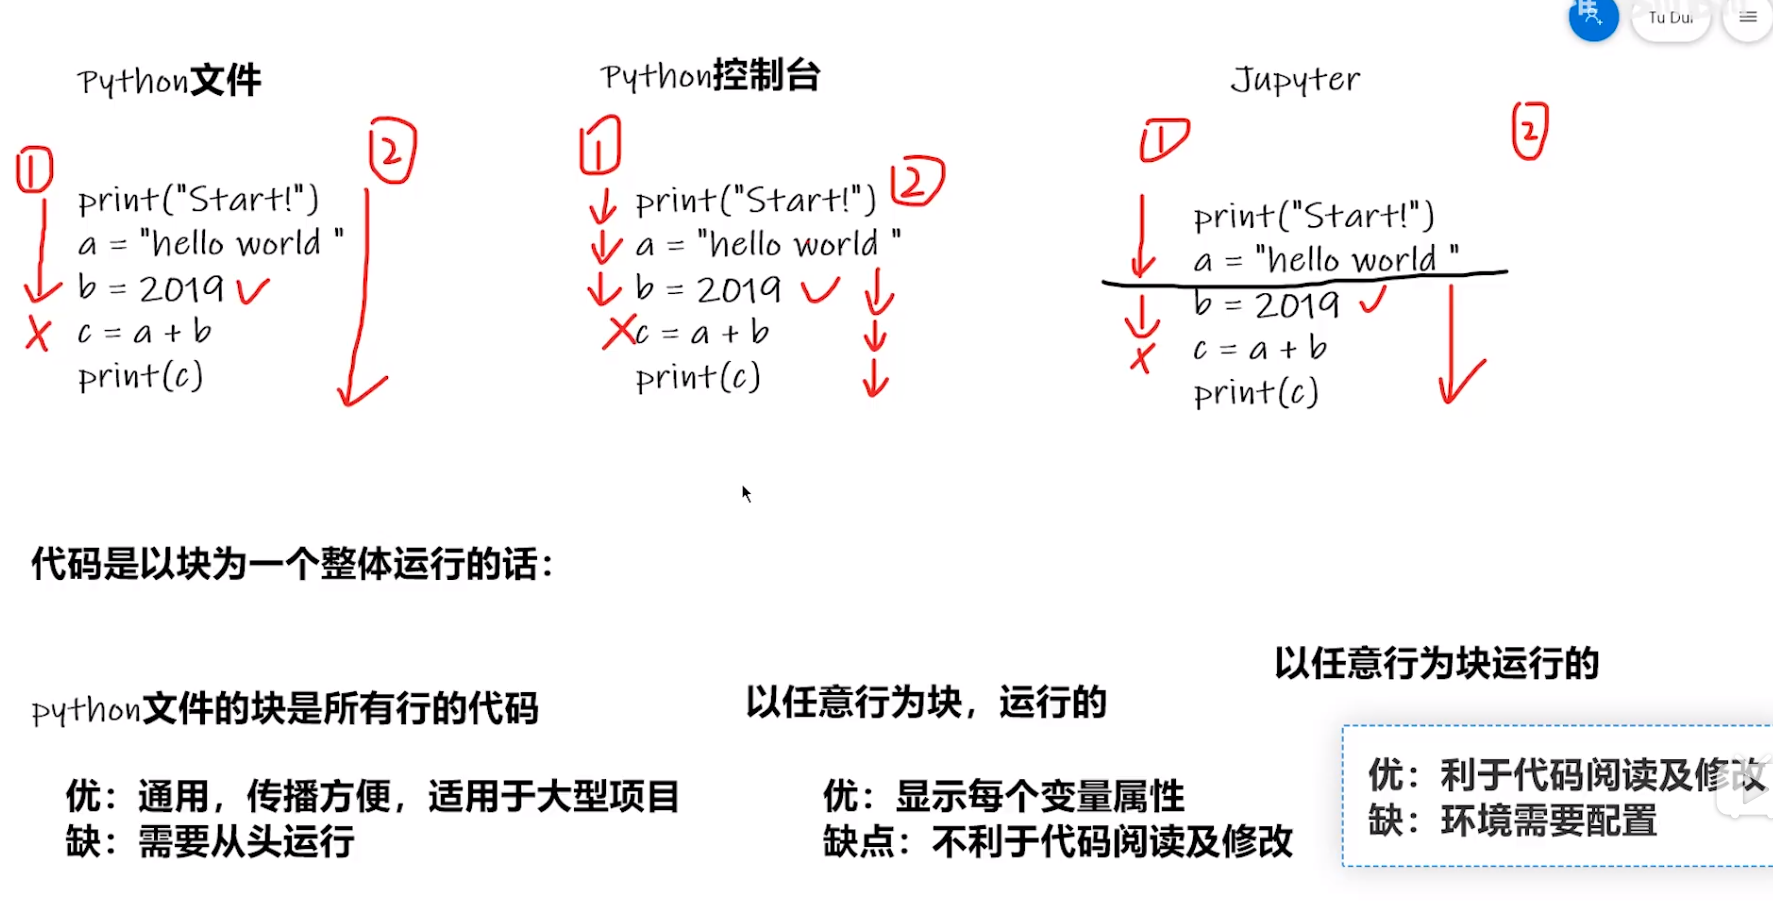 Tu Dui
Python文件
Python控制台
Jupyter
①
②
print("Start!")
a = "hello world "
b = 2019 ✓
× c = a + b
print(c)
①
②
print("Start!")
a = "hello world "
b = 2019 ✓
× c = a + b
print(c)
①
②
print("Start!")
a = "hello world "
b = 2019 ✓
× c = a + b
print(c)
代码是以块为一个整体运行的话：
python文件的块是所有行的代码
优：通用，传播方便，适用于大型项目
缺：需要从头运行
以任意行为块，运行的
优：显示每个变量属性
缺点：不利于代码阅读及修改
以任意行为块运行的
优：利于代码阅读及修改
缺：环境需要配置